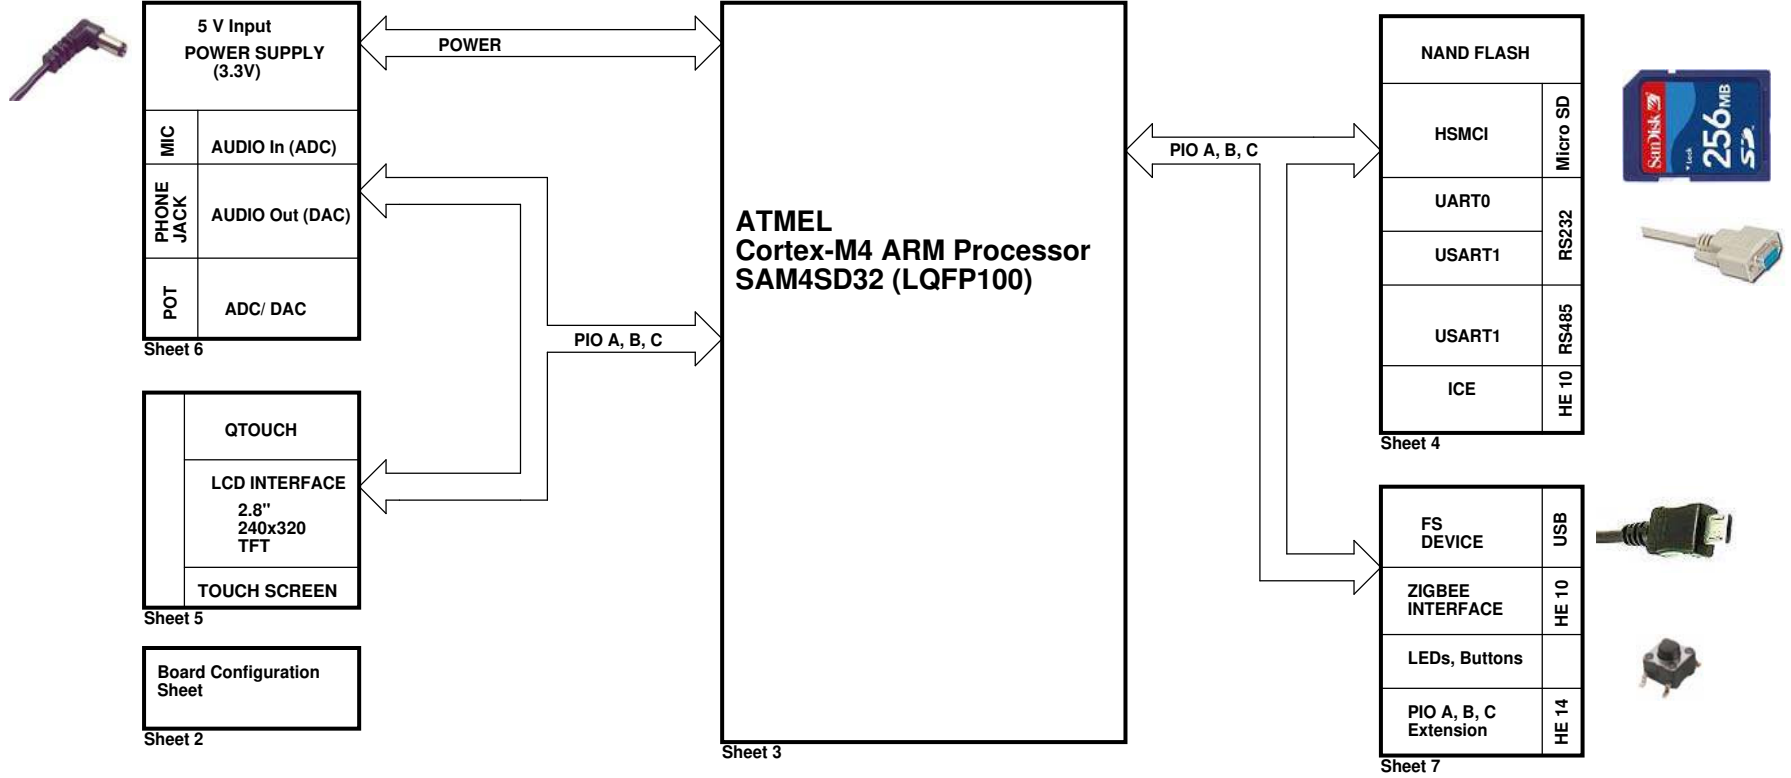 5 V Input
POWER SUPPLY
(3.3V)
MIC
AUDIO In (ADC)
PHONE
JACK
AUDIO Out (DAC)
POT
ADC/ DAC
Sheet 6
QTOUCH
LCD INTERFACE
2.8"
240x320
TFT
TOUCH SCREEN
Sheet 5
Board Configuration
Sheet
Sheet 2
POWER
PIO A, B, C
ATMEL
Cortex-M4 ARM Processor
SAM4SD32 (LQFP100)
Sheet 3
PIO A, B, C
NAND FLASH
HSMCI
Micro SD
UART0
USART1
RS232
USART1
RS485
ICE
HE 10
Sheet 4
FS
DEVICE
USB
ZIGBEE
INTERFACE
HE 10
LEDs, Buttons
PIO A, B, C
Extension
HE 14
Sheet 7
SanDisk
Lock
256MB
SD